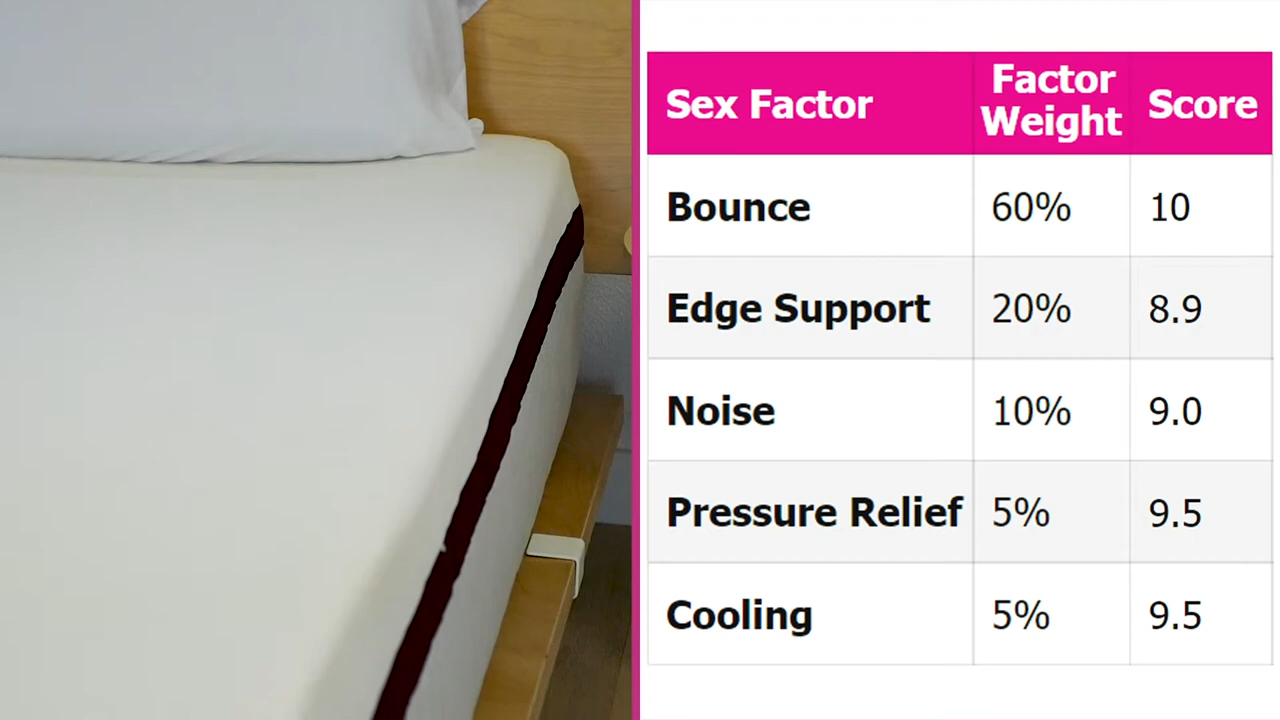 Sex Factor Factor Weight Score
Bounce 60% 10
Edge Support 20% 8.9
Noise 10% 9.0
Pressure Relief 5% 9.5
Cooling 5% 9.5